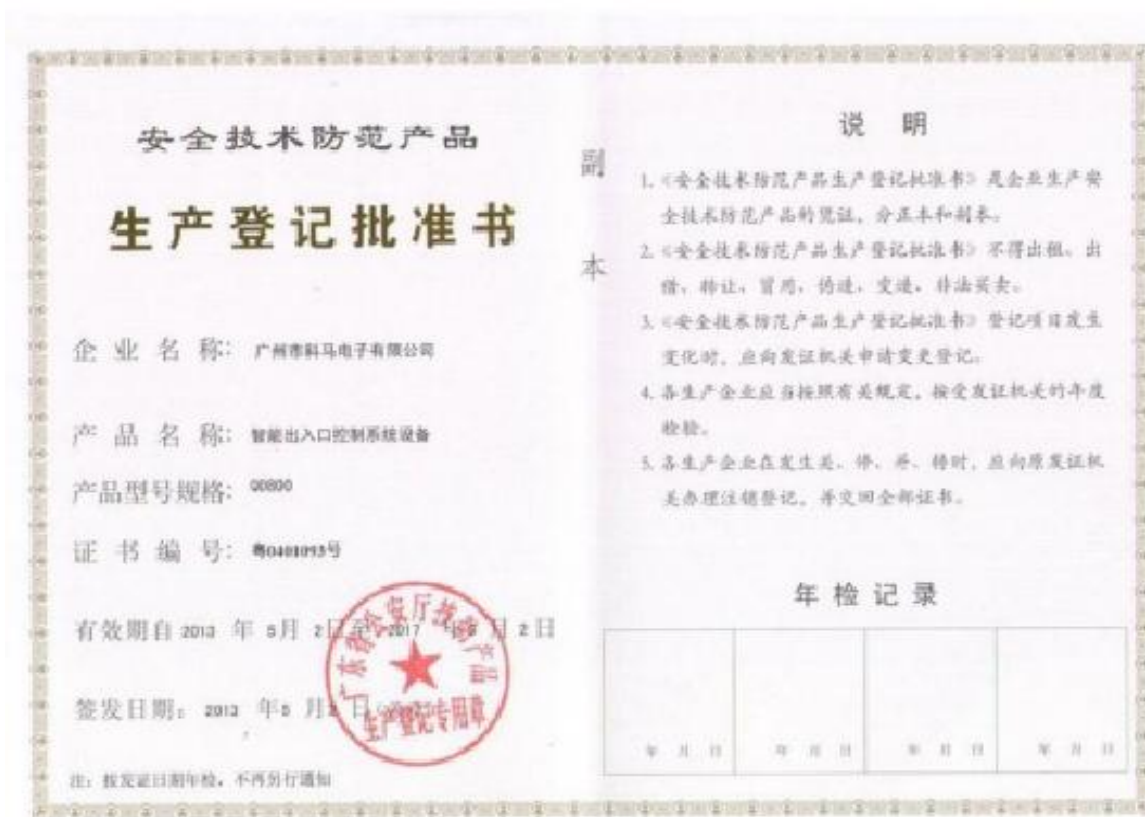 安全技术防范产品
生产登记批准书
企业名称: 广州市科马电子有限公司
产品名称: 智能出入口控制系统设备
产品型号规格:
证书编号:
有效期自 2013 年 月 2日至 2017 年 月 2日
签发日期: 年 月 日
注: 按发证日期年检, 不再另行通知
广东省公安厅技防产品
生产登记专用章
副本
说 明
1.《安全技术防范产品生产登记批准书》是企业生产安
全技术防范产品的凭证, 分正本和副本。
2.《安全技术防范产品生产登记批准书》不得出租、出
借、转让、冒用、伪造、变造、非法买卖。
3.《安全技术防范产品生产登记批准书》登记项目发生
变化时, 应向发证机关申请变更登记。
4. 各生产企业应当按照有关规定, 接受发证机关的年度
检验。
5. 各生产企业在发生关、停、并、转时, 应向原发证机
关办理注销登记, 并交回全部证书。
年检记录
年 月 日 年 月 日 年 月 日 年 月 日